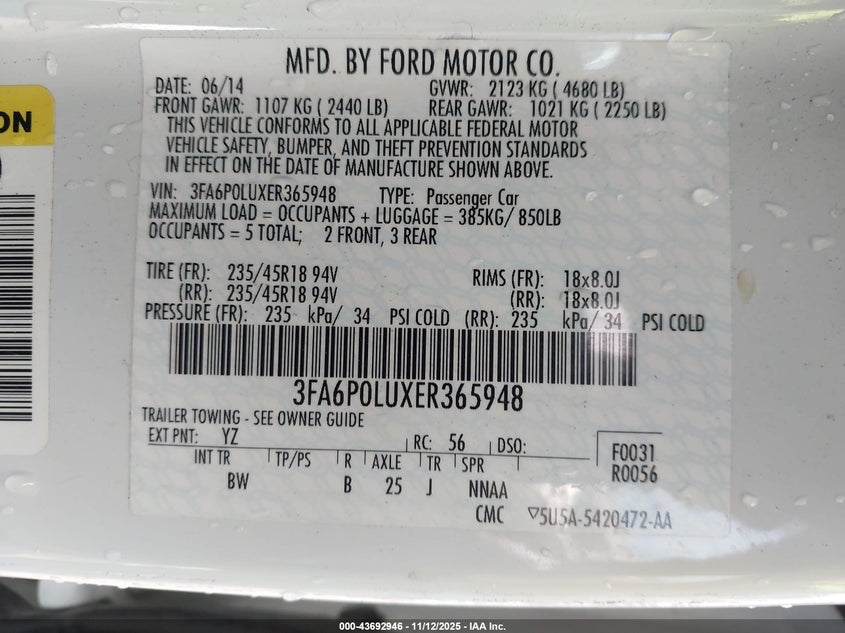 ON
MFD. BY FORD MOTOR CO.
DATE: 06/14 GVWR: 2123 KG ( 4680 LB)
FRONT GAWR: 1107 KG ( 2440 LB) REAR GAWR: 1021 KG ( 2250 LB)
THIS VEHICLE CONFORMS TO ALL APPLICABLE FEDERAL MOTOR
VEHICLE SAFETY, BUMPER, AND THEFT PREVENTION STANDARDS
IN EFFECT ON THE DATE OF MANUFACTURE SHOWN ABOVE.
VIN: 3FA6P0LUXER365948 TYPE: Passenger Car
MAXIMUM LOAD = OCCUPANTS + LUGGAGE = 385KG/ 850LB
OCCUPANTS = 5 TOTAL; 2 FRONT, 3 REAR
TIRE (FR): 235/45R18 94V RIMS (FR): 18x8.0J
(RR): 235/45R18 94V (RR): 18x8.0J
PRESSURE (FR): 235 kPa/ 34 PSI COLD (RR): 235 kPa/ 34 PSI COLD
3FA6P0LUXER365948
TRAILER TOWING - SEE OWNER GUIDE
EXT PNT: YZ RC: 56 DSO: F0031
INT TR TP/PS R AXLE TR SPR R0056
BW B 25 J NNAA
CMC ▽5U5A-5420472-AA
000-43692946 - 11/12/2025 - IAA Inc.